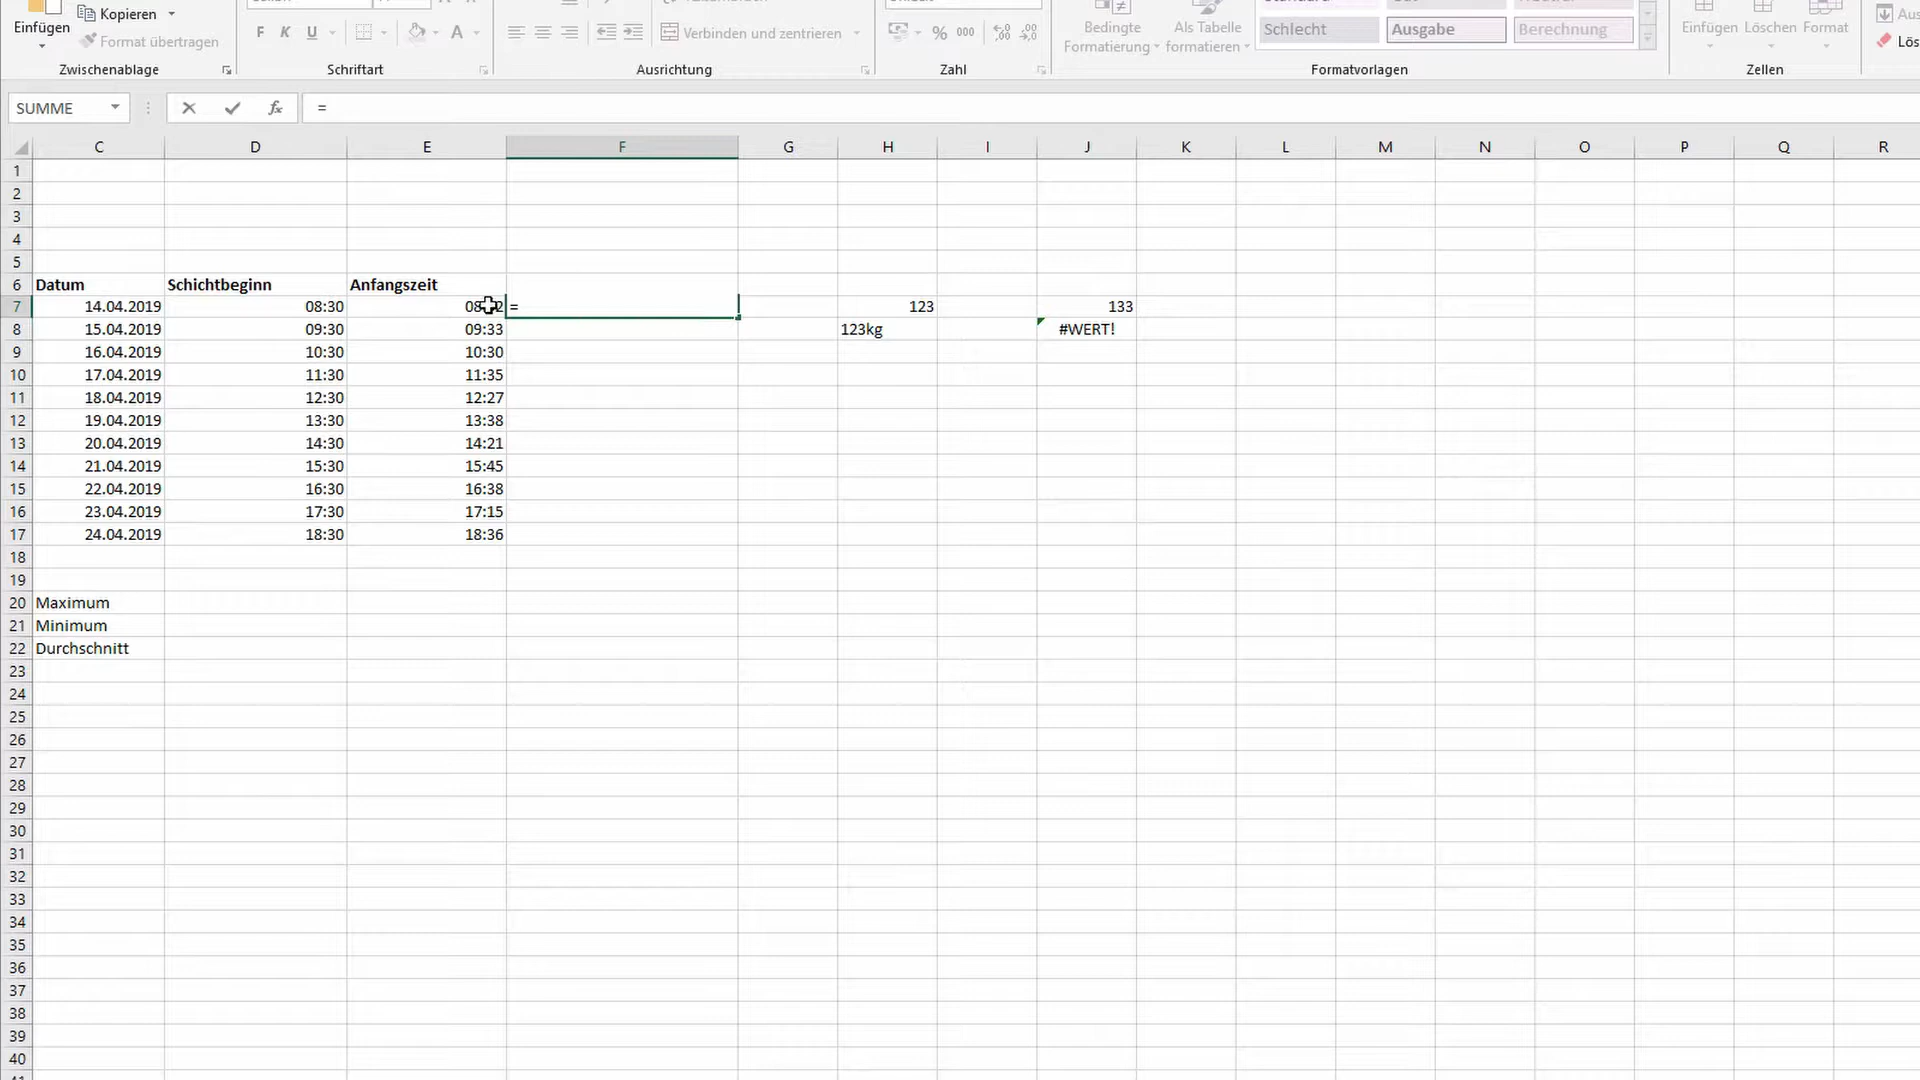 Einfügen
Kopieren
Format übertragen
F K U A
Verbinden und zentrieren
% 000
Bedingte Formatierung
Als Tabelle formatieren
Schlecht Ausgabe Berechnung
Einfügen Löschen Format
Zwischenablage Schriftart Ausrichtung Zahl Formatvorlagen Zellen
SUMME fx =
C D E F G H I J K L M N O P Q R
1
2
3
4
5
6 Datum Schichtbeginn Anfangszeit
7 14.04.2019 08:30 = 123 133
8 15.04.2019 09:30 09:33 123kg #WERT!
9 16.04.2019 10:30 10:30
10 17.04.2019 11:30 11:35
11 18.04.2019 12:30 12:27
12 19.04.2019 13:30 13:38
13 20.04.2019 14:30 14:21
14 21.04.2019 15:30 15:45
15 22.04.2019 16:30 16:38
16 23.04.2019 17:30 17:15
17 24.04.2019 18:30 18:36
18
19
20 Maximum
21 Minimum
22 Durchschnitt
23
24
25
26
27
28
29
30
31
32
33
34
35
36
37
38
39
40